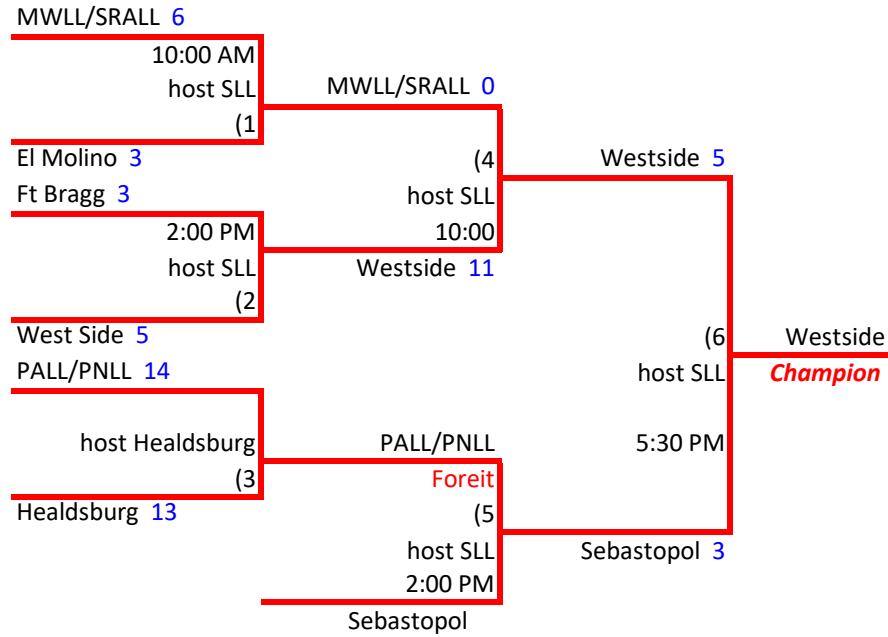 MWLL/SRALL 6
10:00 AM
host SLL
(1
El Molino 3
Ft Bragg 3
2:00 PM
host SLL
(2
West Side 5
PALL/PNLL 14
host Healdsburg
(3
Healdsburg 13
MWLL/SRALL 0
(4
host SLL
10:00
Westside 11
PALL/PNLL
Foreit
(5
host SLL
2:00 PM
Sebastopol
Westside 5
(6
host SLL
5:30 PM
Sebastopol 3
Westside
Champion